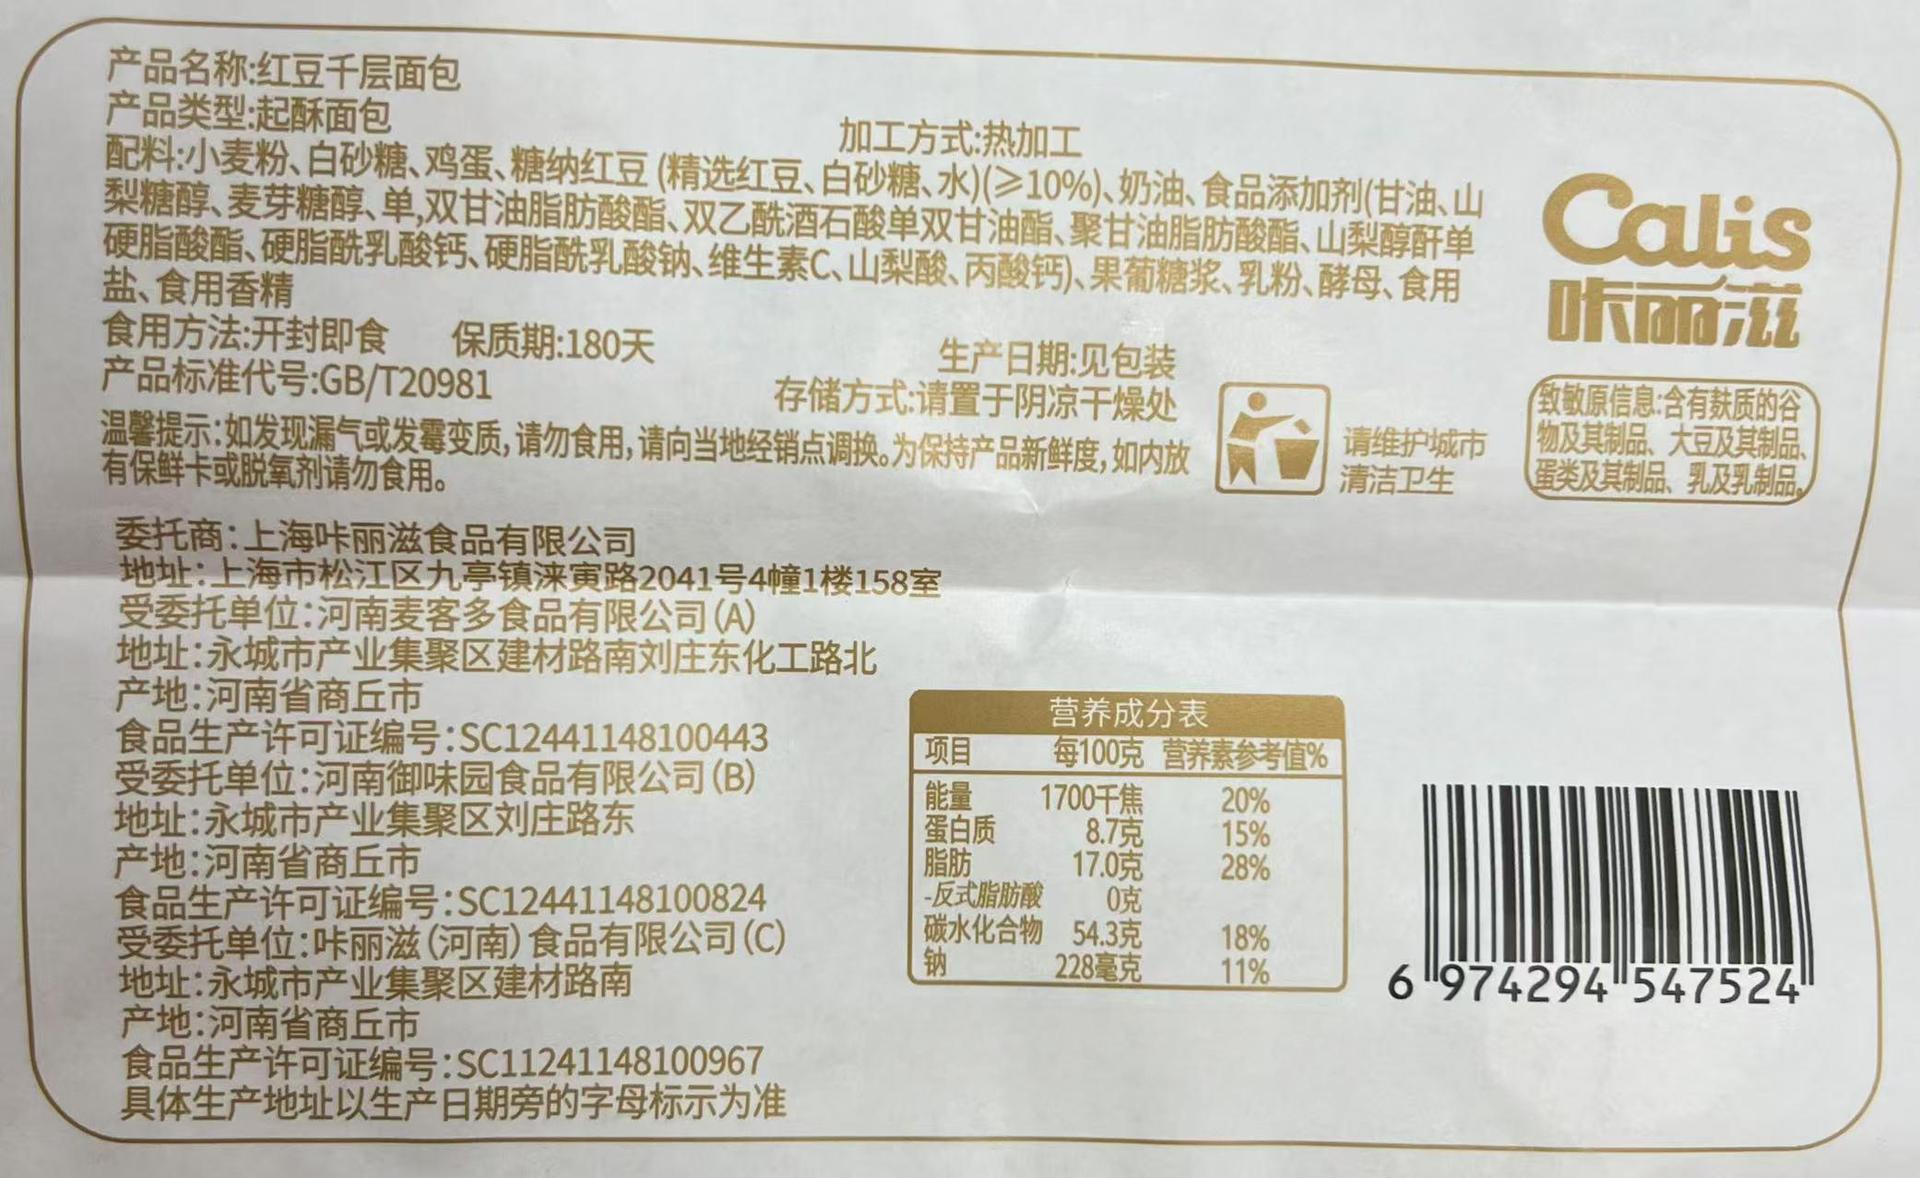 产品名称:红豆千层面包
产品类型:起酥面包
加工方式:热加工
配料:小麦粉、白砂糖、鸡蛋、糖纳红豆 (精选红豆、白砂糖、水)(≥10%)、奶油、食品添加剂(甘油、山
梨糖醇、麦芽糖醇、单,双甘油脂肪酸酯、双乙酰酒石酸单双甘油酯、聚甘油脂肪酸酯、山梨醇酐单
硬脂酸酯、硬脂酰乳酸钙、硬脂酰乳酸钠、维生素C、山梨酸、丙酸钙)、果葡糖浆、乳粉、酵母、食用
盐、食用香精
食用方法:开封即食 保质期:180天 生产日期:见包装
产品标准代号:GB/T20981 存储方式:请置于阴凉干燥处
温馨提示:如发现漏气或发霉变质,请勿食用,请向当地经销点调换。为保持产品新鲜度,如内放
有保鲜卡或脱氧剂请勿食用。
请维护城市
清洁卫生
Calis
咔丽滋
致敏原信息:含有麸质的谷
物及其制品、大豆及其制品、
蛋类及其制品、乳及乳制品。
委托商:上海咔丽滋食品有限公司
地址:上海市松江区九亭镇涞寅路2041号4幢1楼158室
受委托单位:河南麦客多食品有限公司(A)
地址:永城市产业集聚区建材路南刘庄东化工路北
产地:河南省商丘市
食品生产许可证编号:SC12441148100443
受委托单位:河南御味园食品有限公司(B)
地址:永城市产业集聚区刘庄路东
产地:河南省商丘市
食品生产许可证编号:SC12441148100824
受委托单位:咔丽滋(河南)食品有限公司(C)
地址:永城市产业集聚区建材路南
产地:河南省商丘市
食品生产许可证编号:SC11241148100967
具体生产地址以生产日期旁的字母标示为准
营养成分表
项目 每100克 营养素参考值%
能量 1700千焦 20%
蛋白质 8.7克 15%
脂肪 17.0克 28%
-反式脂肪酸 0克
碳水化合物 54.3克 18%
钠 228毫克 11%
6 974294 547524